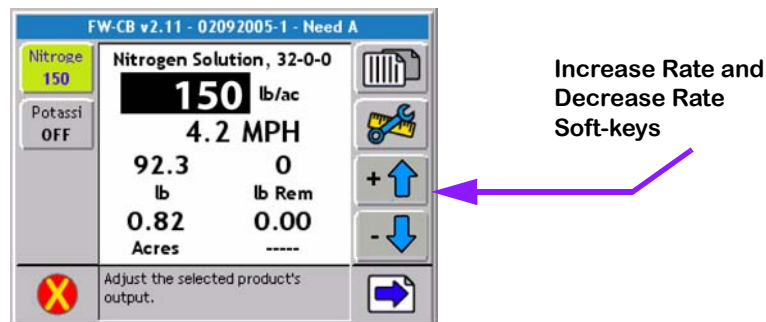 FW-CB v2.11 - 02092005-1 - Need A
Nitroge
150
Potassi
OFF
Nitrogen Solution, 32-0-0
150 lb/ac
4.2 MPH
92.3 0
lb lb Rem
0.82 0.00
Acres -----
+
-
Adjust the selected product's
output.
Increase Rate and
Decrease Rate
Soft-keys